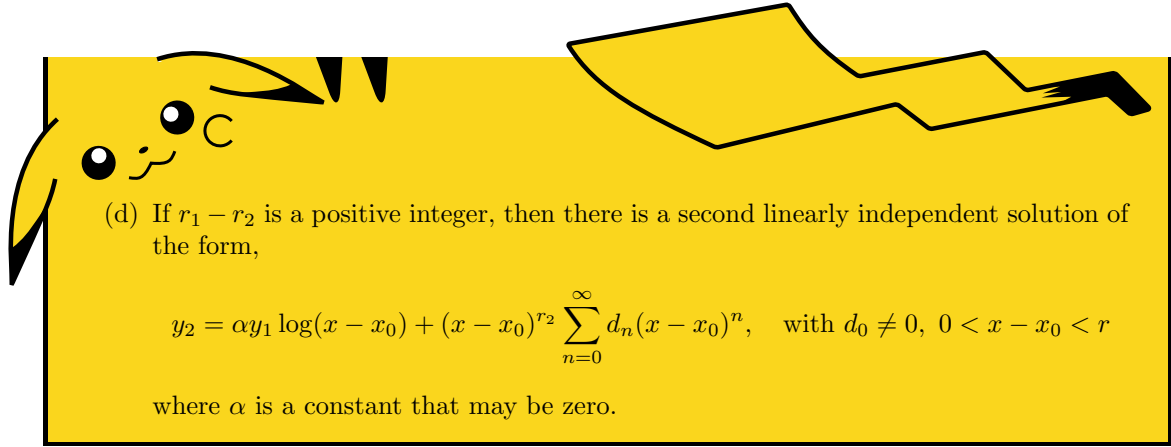 (d) If r₁ − r₂ is a positive integer, then there is a second linearly independent solution of
the form,
y₂ = αy₁ log(x − x₀) + (x − x₀)^{r₂} ∑_{n=0}^{∞} dₙ(x − x₀)ⁿ, with d₀ ≠ 0, 0 < x − x₀ < r
where α is a constant that may be zero.